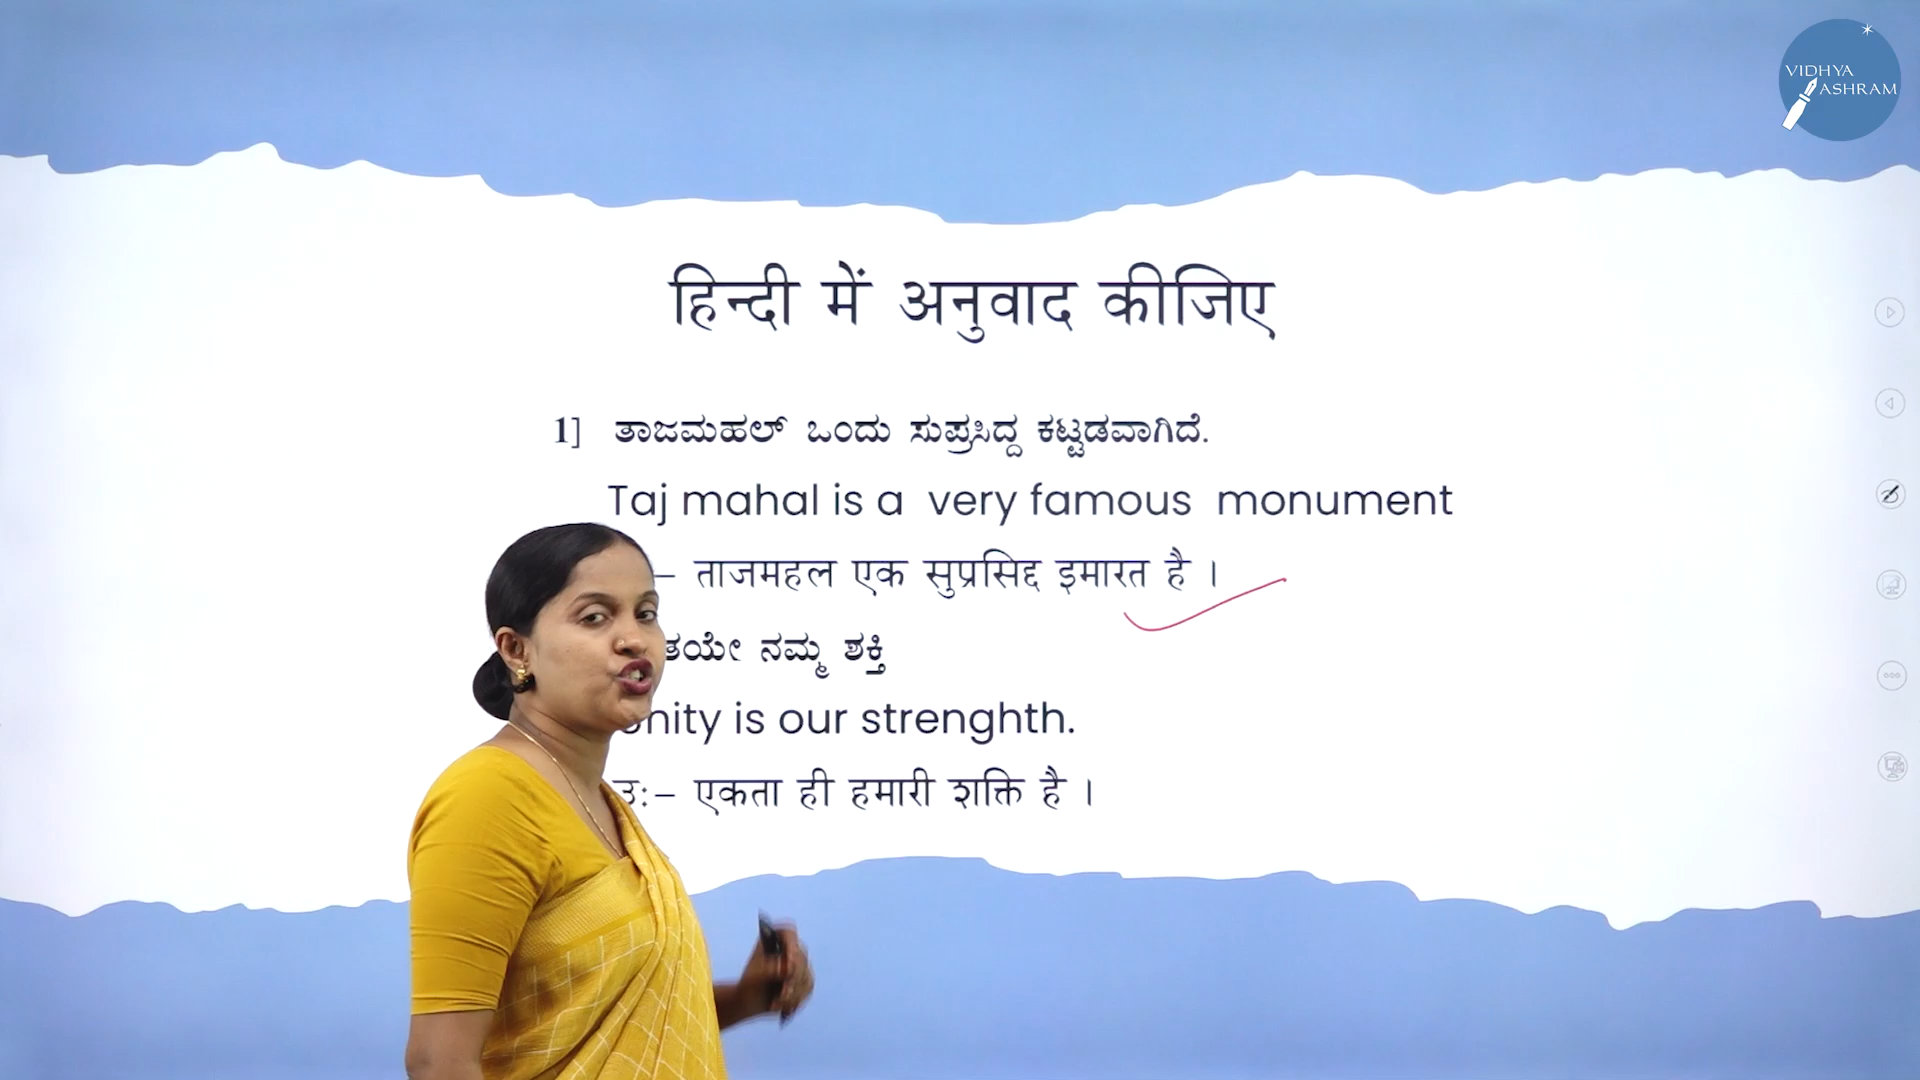 VIDHYA
ASHRAM
हिन्दी में अनुवाद कीजिए
1] ತಾಜಮಹಲ್ ಒಂದು ಸುಪ್ರಸಿದ್ದ ಕಟ್ಟಡವಾಗಿದೆ.
Taj mahal is a very famous monument
– ताजमहल एक सुप्रसिद्द इमारत है ।
ನಮ್ಮ ಶಕ್ತಿ
is our strenghth.
उः– एकता ही हमारी शक्ति है ।